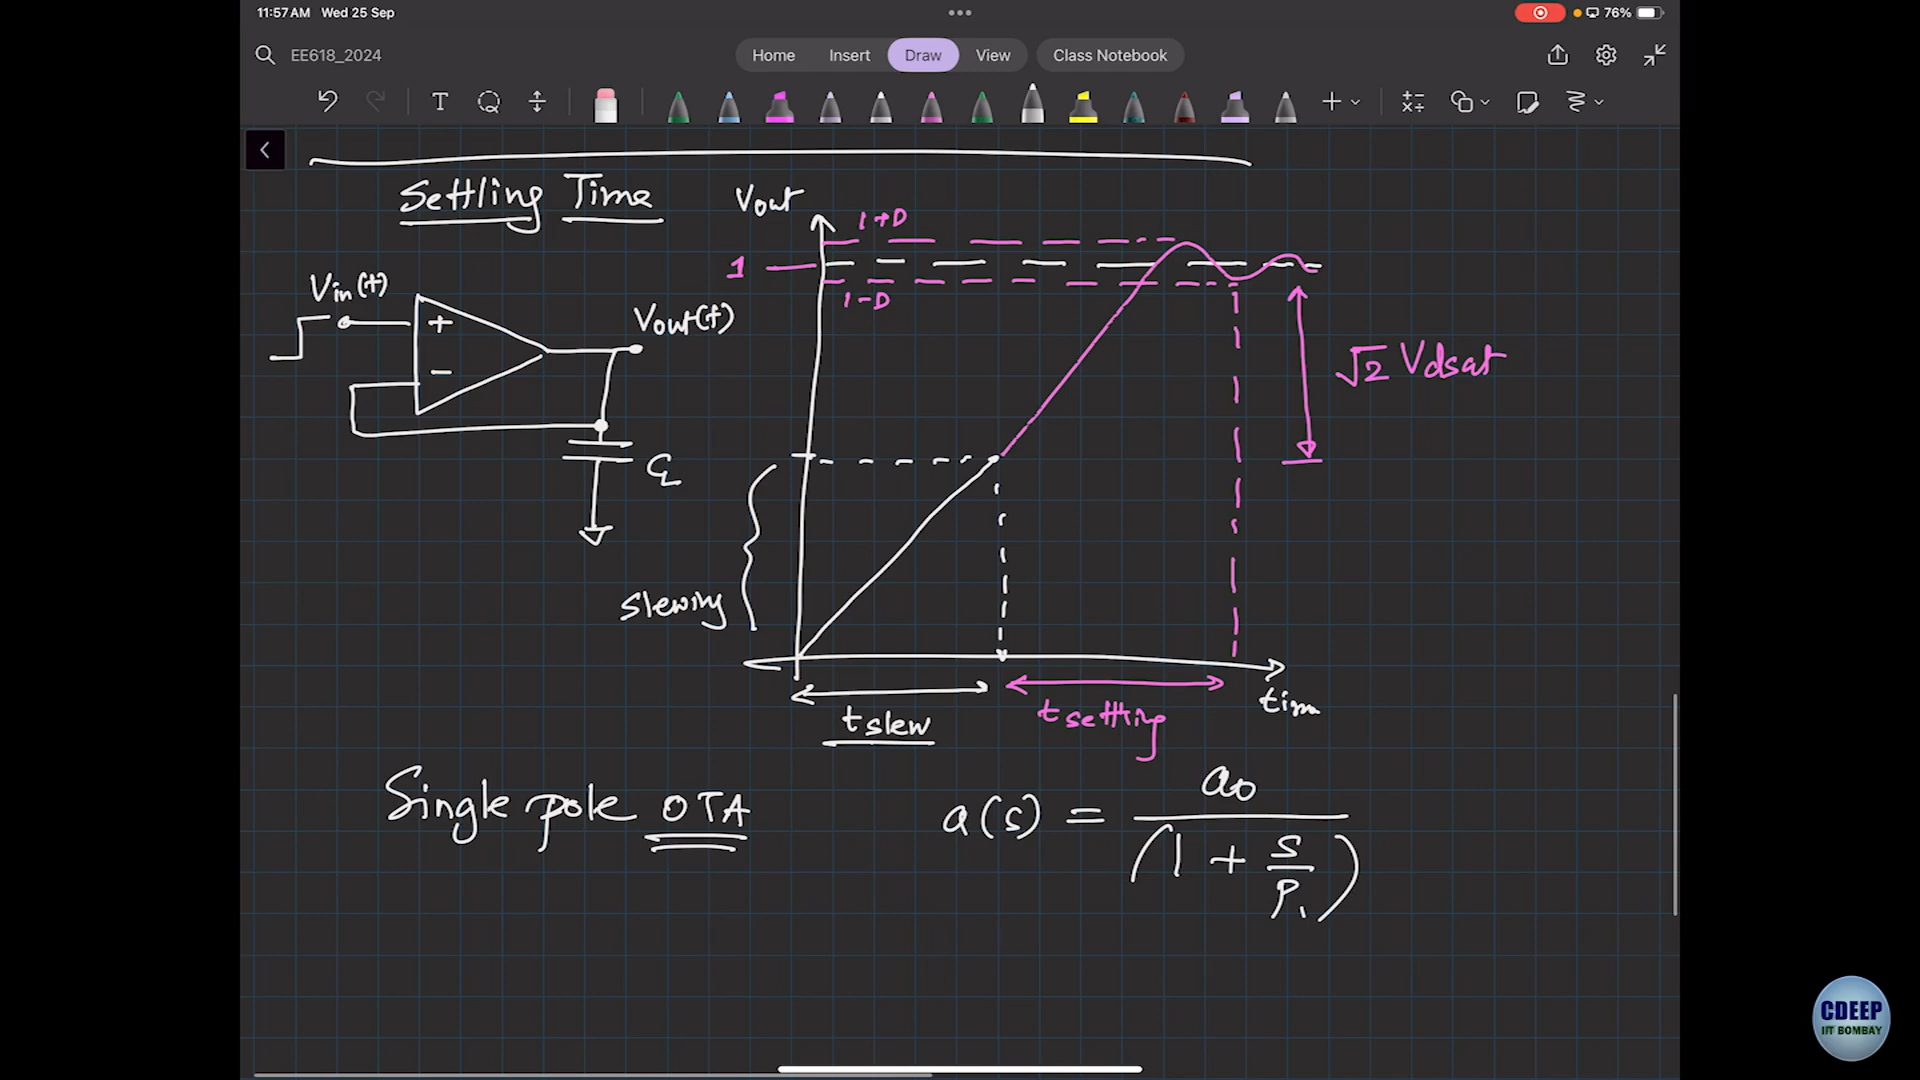 11:57 AM Wed 25 Sep
76%
EE618_2024
Home Insert Draw View Class Notebook
Settling Time
Vout
1+D
1
1-D
Vin(t)
+
-
Vout(t)
CL
√2 Vdsat
slewing
tslew
tsettling
time
Single pole OTA
a(s) = a0 / (1 + s/p1)
CDEEP
IIT BOMBAY